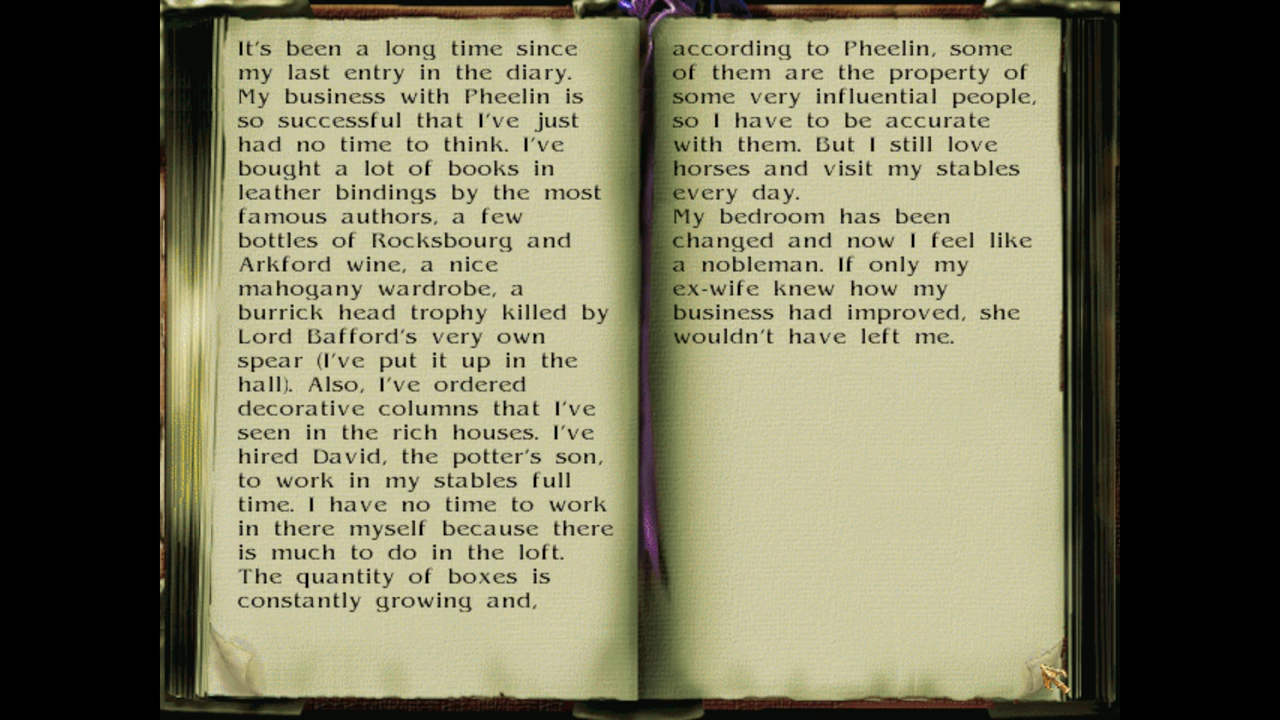 It's been a long time since
my last entry in the diary.
My business with Pheelin is
so successful that I've just
had no time to think. I've
bought a lot of books in
leather bindings by the most
famous authors, a few
bottles of Rocksbourg and
Arkford wine, a nice
mahogany wardrobe, a
burrick head trophy killed by
Lord Bafford's very own
spear (I've put it up in the
hall). Also, I've ordered
decorative columns that I've
seen in the rich houses. I've
hired David, the potter's son,
to work in my stables full
time. I have no time to work
in there myself because there
is much to do in the loft.
The quantity of boxes is
constantly growing and,
according to Pheelin, some
of them are the property of
some very influential people,
so I have to be accurate
with them. But I still love
horses and visit my stables
every day.
My bedroom has been
changed and now I feel like
a nobleman. If only my
ex-wife knew how my
business had improved, she
wouldn't have left me.